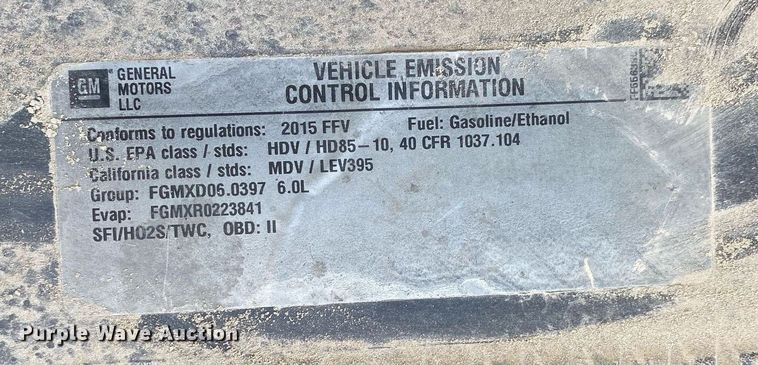 GM
GENERAL MOTORS LLC
VEHICLE EMISSION
CONTROL INFORMATION
Conforms to regulations: 2015 FFV Fuel: Gasoline/Ethanol
U.S. EPA class / stds: HDV / HD85-10, 40 CFR 1037.104
California class / stds: MDV / LEV395
Group: FGMXD06.0397 6.0L
Evap: FGMXR0223841
SFI/HO2S/TWC, OBD: II
Purple Wave Auction